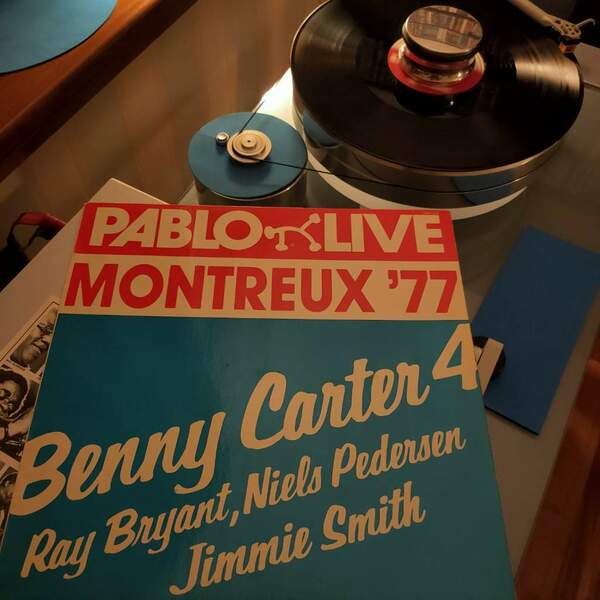 PABLO LIVE
MONTREUX '77
Benny Carter 4
Ray Bryant, Niels Pedersen
Jimmie Smith